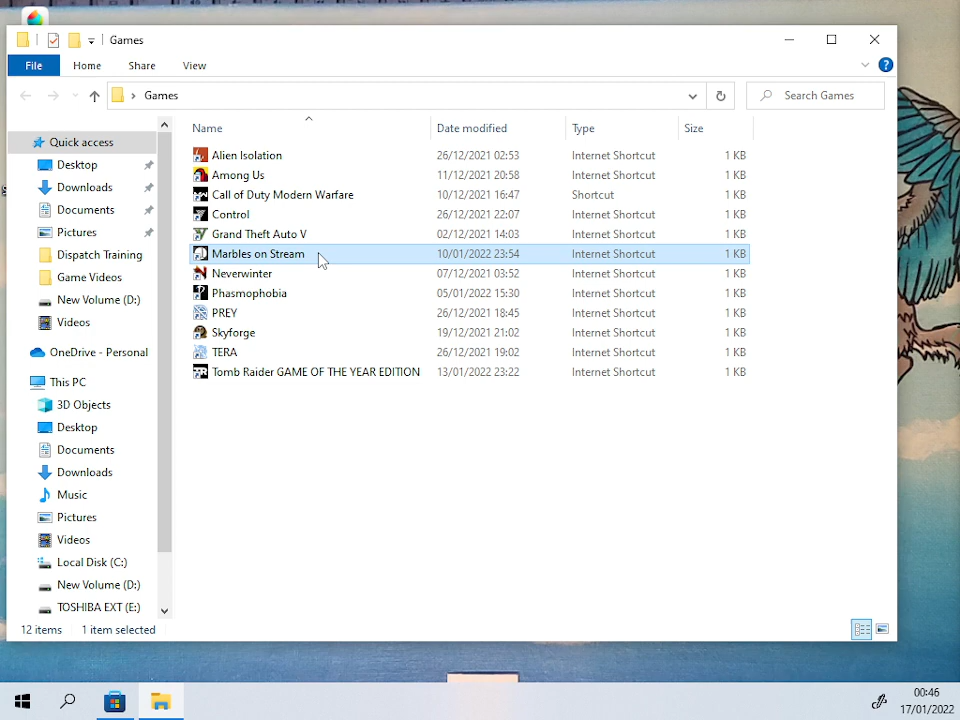 Games
File Home Share View
Games Search Games
Name Date modified Type Size
Quick access
Desktop
Downloads
Documents
Pictures
Dispatch Training
Game Videos
New Volume (D:)
Videos
OneDrive - Personal
This PC
3D Objects
Desktop
Documents
Downloads
Music
Pictures
Videos
Local Disk (C:)
New Volume (D:)
TOSHIBA EXT (E:)
Alien Isolation 26/12/2021 02:53 Internet Shortcut 1 KB
Among Us 11/12/2021 20:58 Internet Shortcut 1 KB
Call of Duty Modern Warfare 10/12/2021 16:47 Shortcut 1 KB
Control 26/12/2021 22:07 Internet Shortcut 1 KB
Grand Theft Auto V 02/12/2021 14:03 Internet Shortcut 1 KB
Marbles on Stream 10/01/2022 23:54 Internet Shortcut 1 KB
Neverwinter 07/12/2021 03:52 Internet Shortcut 1 KB
Phasmophobia 05/01/2022 15:30 Internet Shortcut 1 KB
PREY 26/12/2021 18:45 Internet Shortcut 1 KB
Skyforge 19/12/2021 21:02 Internet Shortcut 1 KB
TERA 26/12/2021 19:02 Internet Shortcut 1 KB
Tomb Raider GAME OF THE YEAR EDITION 13/01/2022 23:22 Internet Shortcut 1 KB
12 items 1 item selected
00:46
17/01/2022